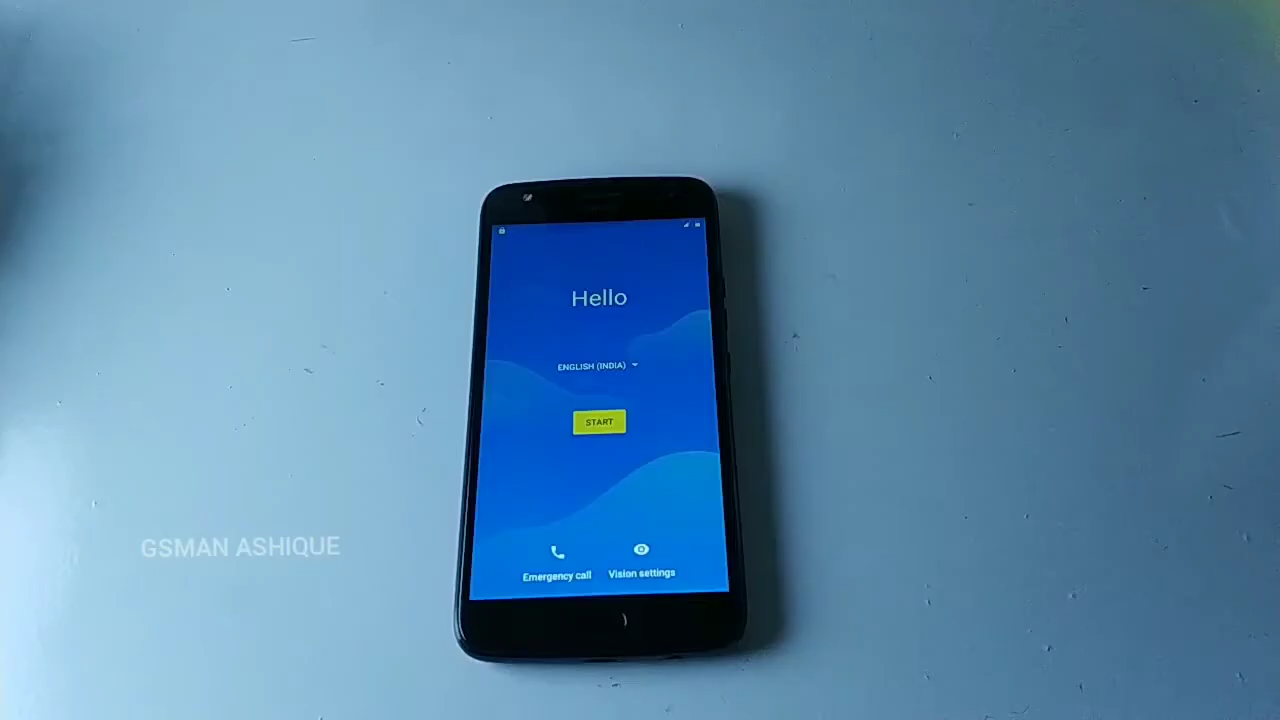 Hello
ENGLISH (INDIA)
START
Emergency call
Vision settings
GSMAN ASHIQUE